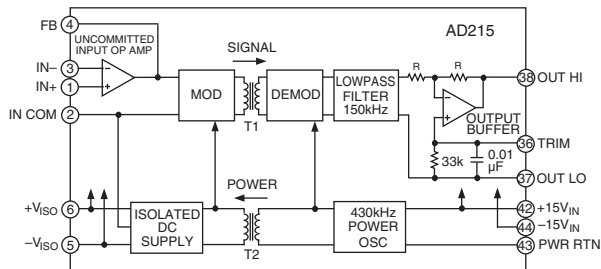 AD215
FB 4
UNCOMMITTED
INPUT OP AMP
SIGNAL
IN– 3
IN+ 1
IN COM 2
–
+
MOD
T1
DEMOD
LOWPASS
FILTER
150kHz
R
R
–
+
OUTPUT
BUFFER
38 OUT HI
36 TRIM
33k
0.01
µF
37 OUT LO
POWER
+VISO 6
–VISO 5
ISOLATED
DC
SUPPLY
T2
430kHz
POWER
OSC
42 +15VIN
44 –15VIN
43 PWR RTN